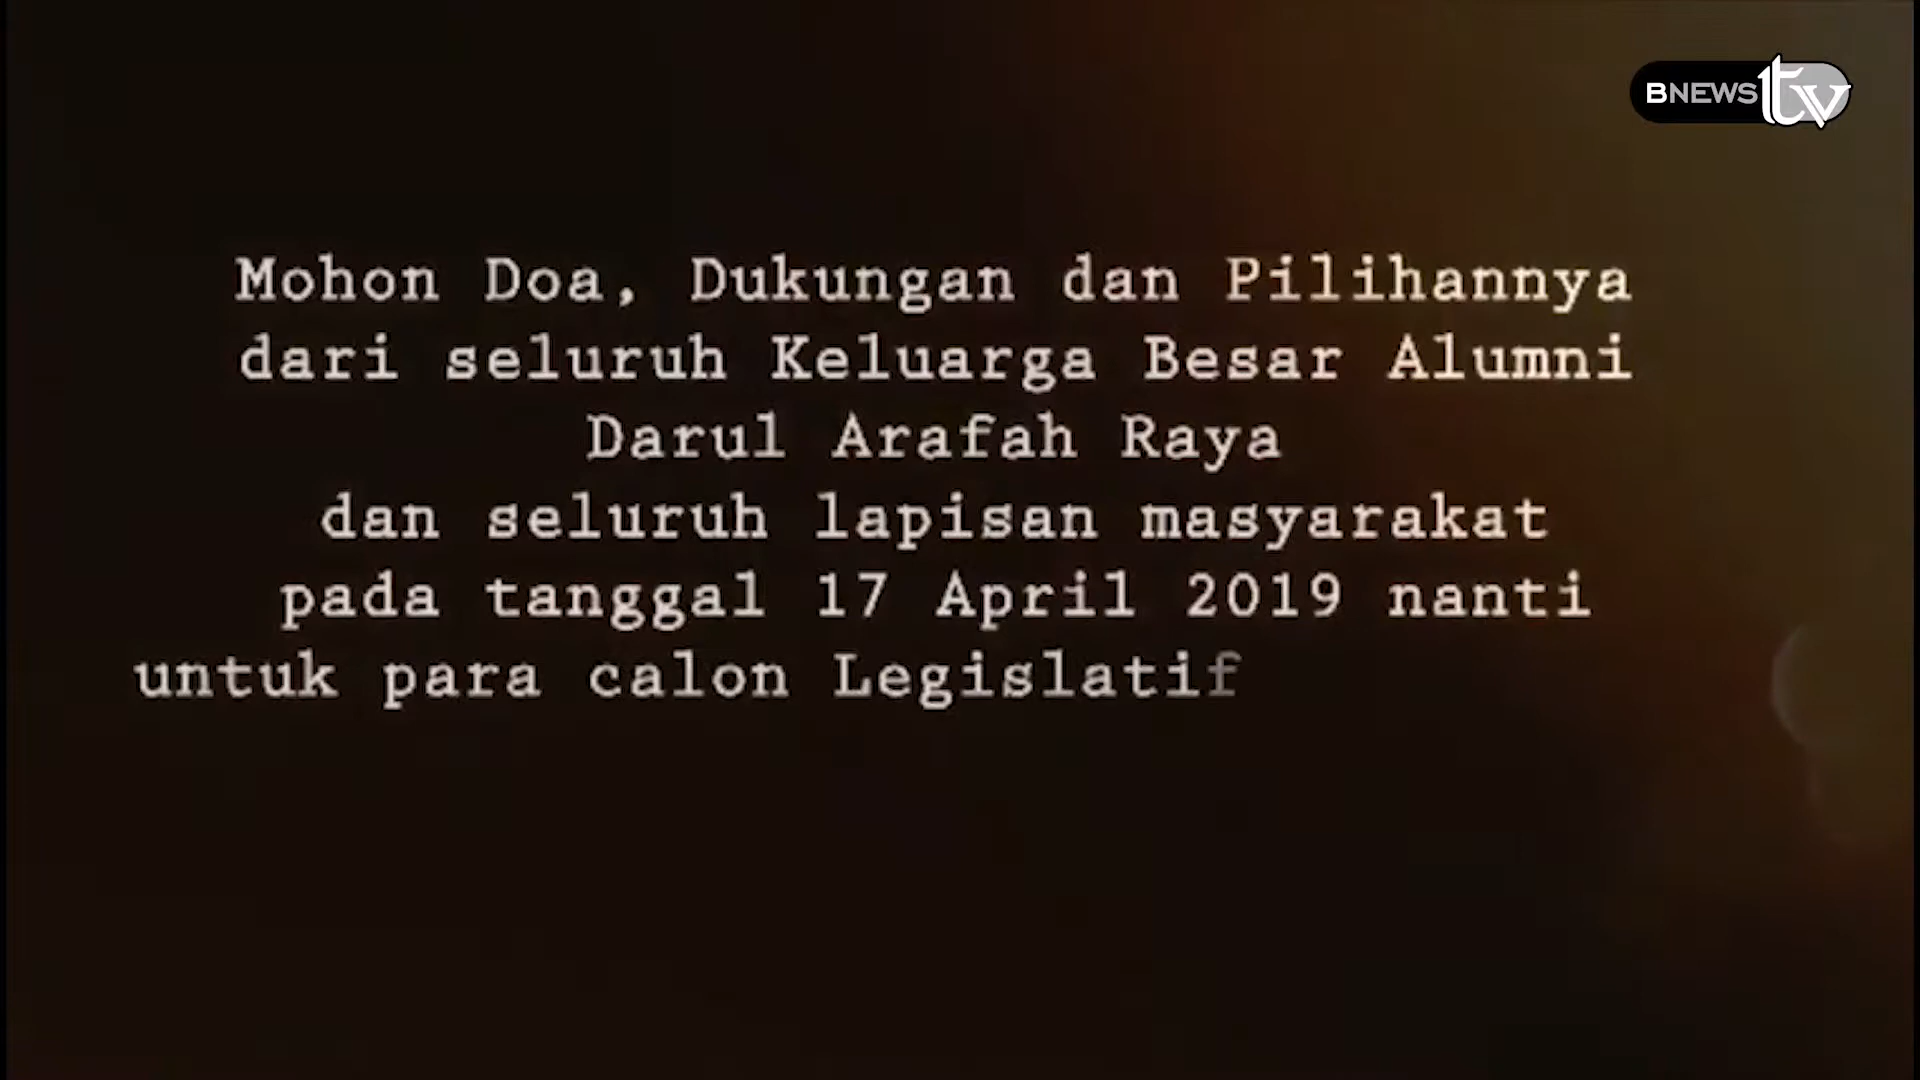 BNEWS tv
Mohon Doa, Dukungan dan Pilihannya
dari seluruh Keluarga Besar Alumni
Darul Arafah Raya
dan seluruh lapisan masyarakat
pada tanggal 17 April 2019 nanti
untuk para calon Legislatif